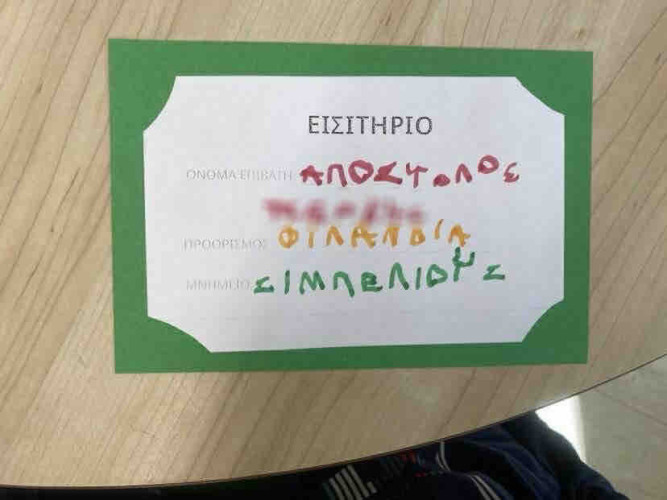 ΕΙΣΙΤΗΡΙΟ
ΟΝΟΜΑ ΕΠΙΒΑΤΗ: ΑΠΟΣΤΟΛΟΣ
ΠΡΟΟΡΙΣΜΟΣ: ΦΙΛΑΝΔΙΑ
ΜΝΗΜΕΙΟ: ΣΙΜΠΕΛΙΟΥΣ